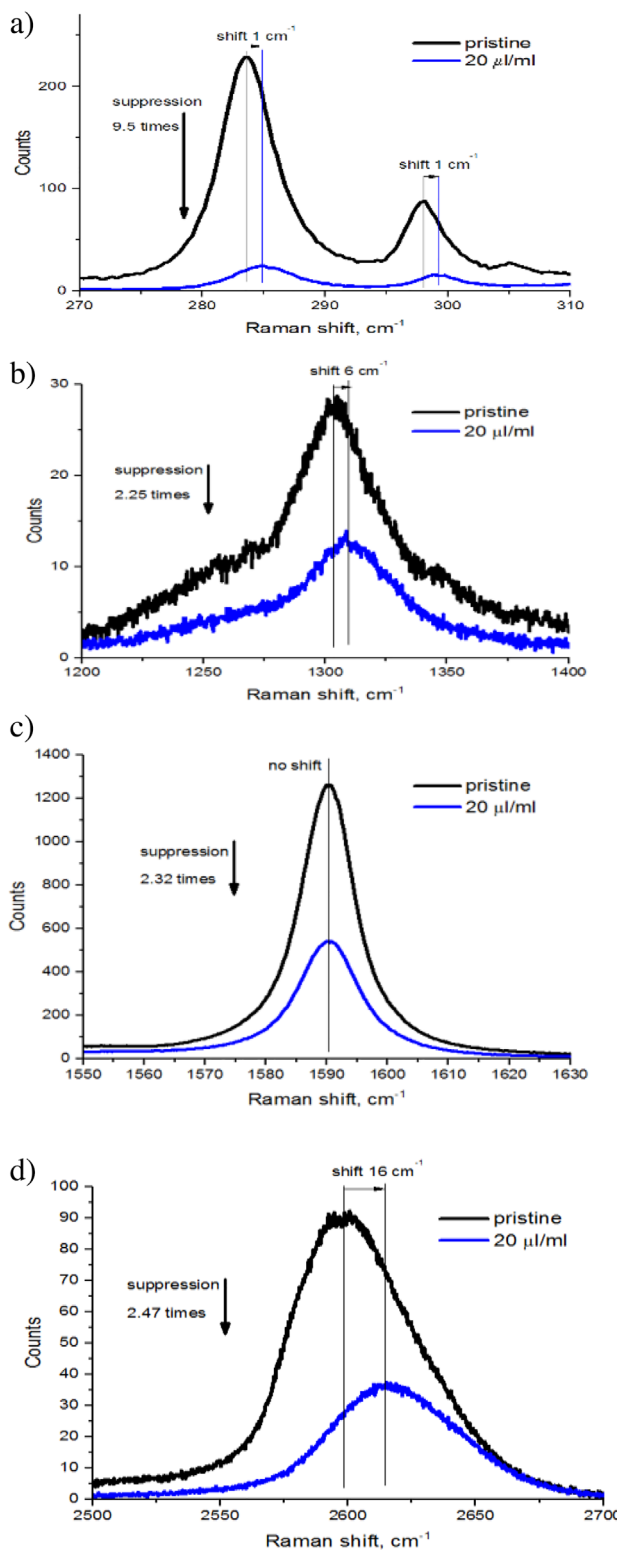 a)
shift 1 cm⁻¹
pristine
20 µl/ml
suppression
9.5 times
shift 1 cm⁻¹
Counts
200
100
0
270 280 290 300 310
Raman shift, cm⁻¹
b)
shift 6 cm⁻¹
pristine
20 µl/ml
suppression
2.25 times
Counts
30
20
10
0
1200 1250 1300 1350 1400
Raman shift, cm⁻¹
c)
no shift
pristine
20 µl/ml
suppression
2.32 times
Counts
1400
1200
1000
800
600
400
200
0
1550 1560 1570 1580 1590 1600 1610 1620 1630
Raman shift, cm⁻¹
d)
shift 16 cm⁻¹
pristine
20 µl/ml
suppression
2.47 times
Counts
100
90
80
70
60
50
40
30
20
10
0
2500 2550 2600 2650 2700
Raman shift, cm⁻¹